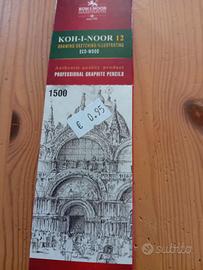 KOH-I-NOOR
KOH-I-NOOR 12
DRAWING SKETCHING ILLUSTRATING
ECO-WOOD
Authentic quality product
PROFESSIONAL GRAPHITE PENCILS
1500
€ 0.95
subito